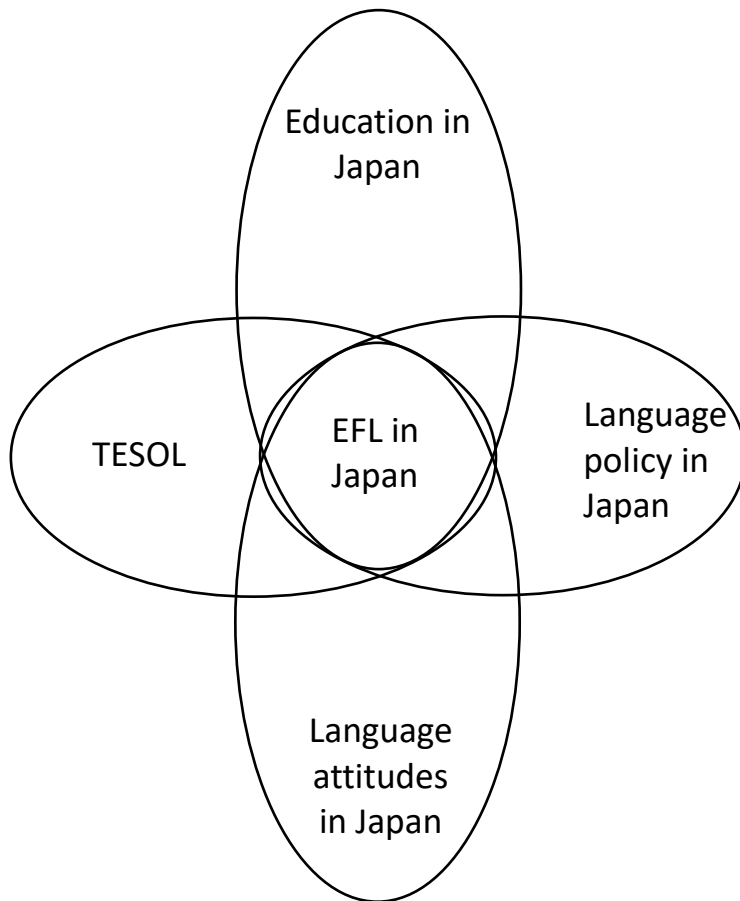 Education in
Japan
TESOL
EFL in
Japan
Language
policy in
Japan
Language
attitudes
in Japan